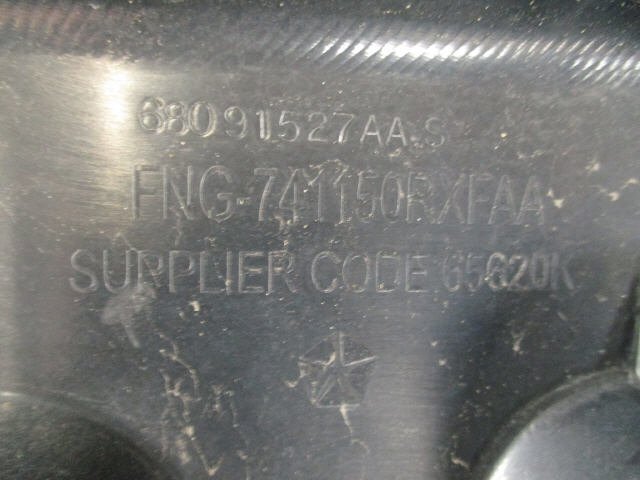 68091527AA-S
FNG-741150RXFAA
SUPPLIER CODE 65620K